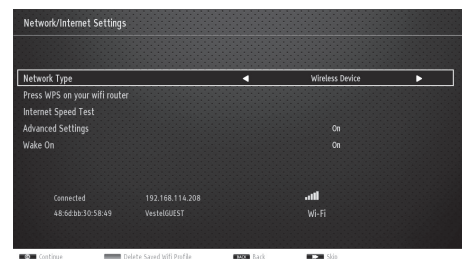 Network/Internet Settings
Network Type Wireless Device
Press WPS on your wifi router
Internet Speed Test
Advanced Settings On
Wake On On
Connected 192.168.114.208
48:6d:bb:30:58:49 VestelGUEST Wi-Fi
OK Continue Delete Saved Wifi Profile BACK Back Skip